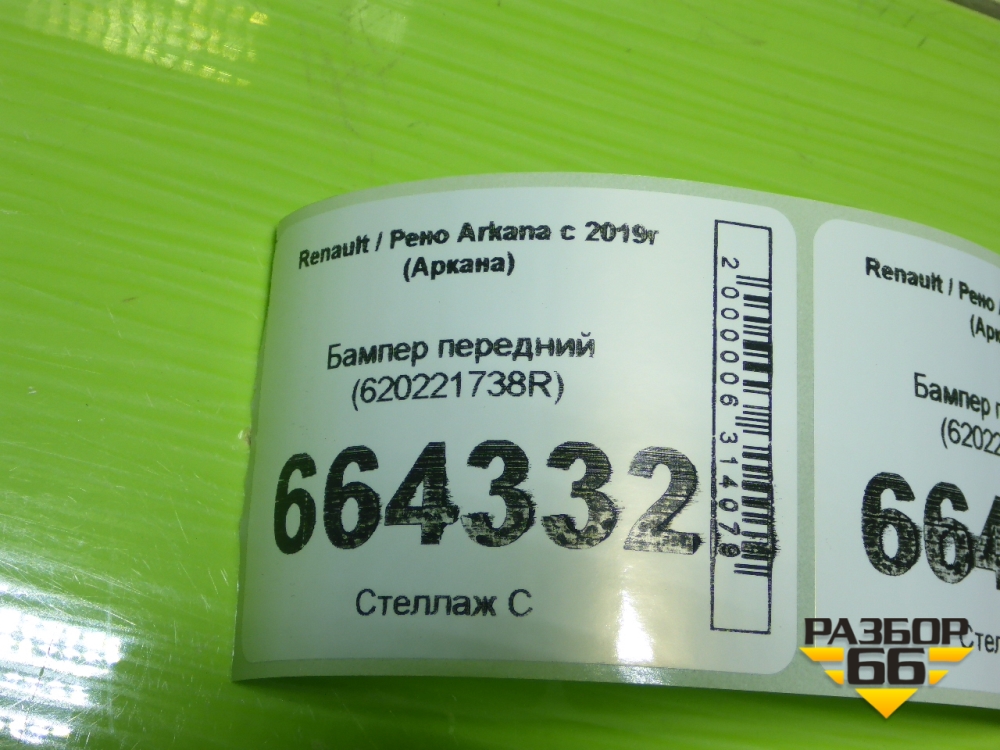 Renault / Рено Arkana с 2019г
(Аркана)
Бампер передний
(620221738R)
664332
Стеллаж С
2000006314079
Renault / Рено
(Арк
Бампер п
(62022
664
Стел
РАЗБОР
66